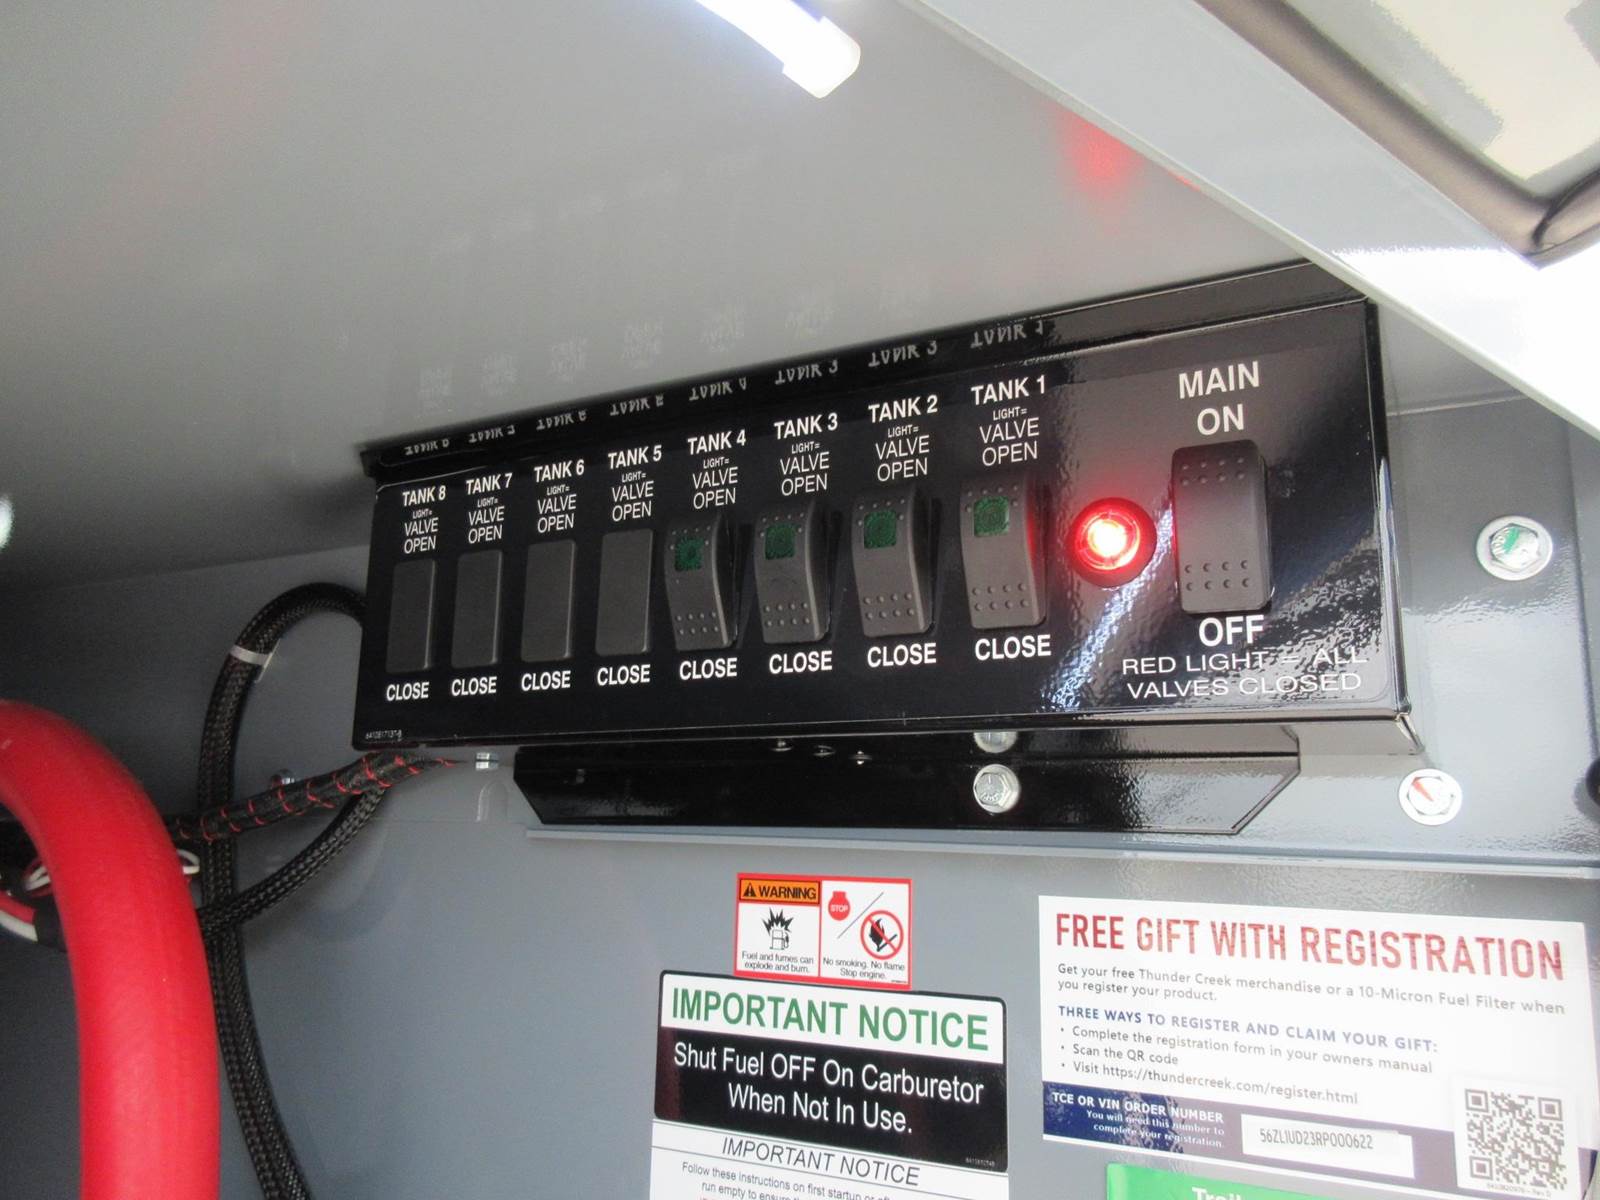 TANK 8
LIGHT=
VALVE
OPEN
CLOSE
TANK 7
LIGHT=
VALVE
OPEN
CLOSE
TANK 6
LIGHT=
VALVE
OPEN
CLOSE
TANK 5
LIGHT=
VALVE
OPEN
CLOSE
TANK 4
LIGHT=
VALVE
OPEN
CLOSE
TANK 3
LIGHT=
VALVE
OPEN
CLOSE
TANK 2
LIGHT=
VALVE
OPEN
CLOSE
TANK 1
LIGHT=
VALVE
OPEN
CLOSE
MAIN
ON
OFF
RED LIGHT = ALL
VALVES CLOSED
WARNING
STOP
Fuel and fumes can
explode and burn.
No smoking. No flame
Stop engine.
IMPORTANT NOTICE
Shut Fuel OFF On Carburetor
When Not In Use.
IMPORTANT NOTICE
Follow these instructions on first startup or
run empty to
FREE GIFT WITH REGISTRATION
Get your free Thunder Creek merchandise or a 10-Micron Fuel Filter when
you register your product.
THREE WAYS TO REGISTER AND CLAIM YOUR GIFT:
• Complete the registration form in your owners manual
• Scan the QR code
• Visit https://thundercreek.com/register.html
TCE OR VIN ORDER NUMBER
You will need this number to
complete your registration.
56ZL1UD23RP000622